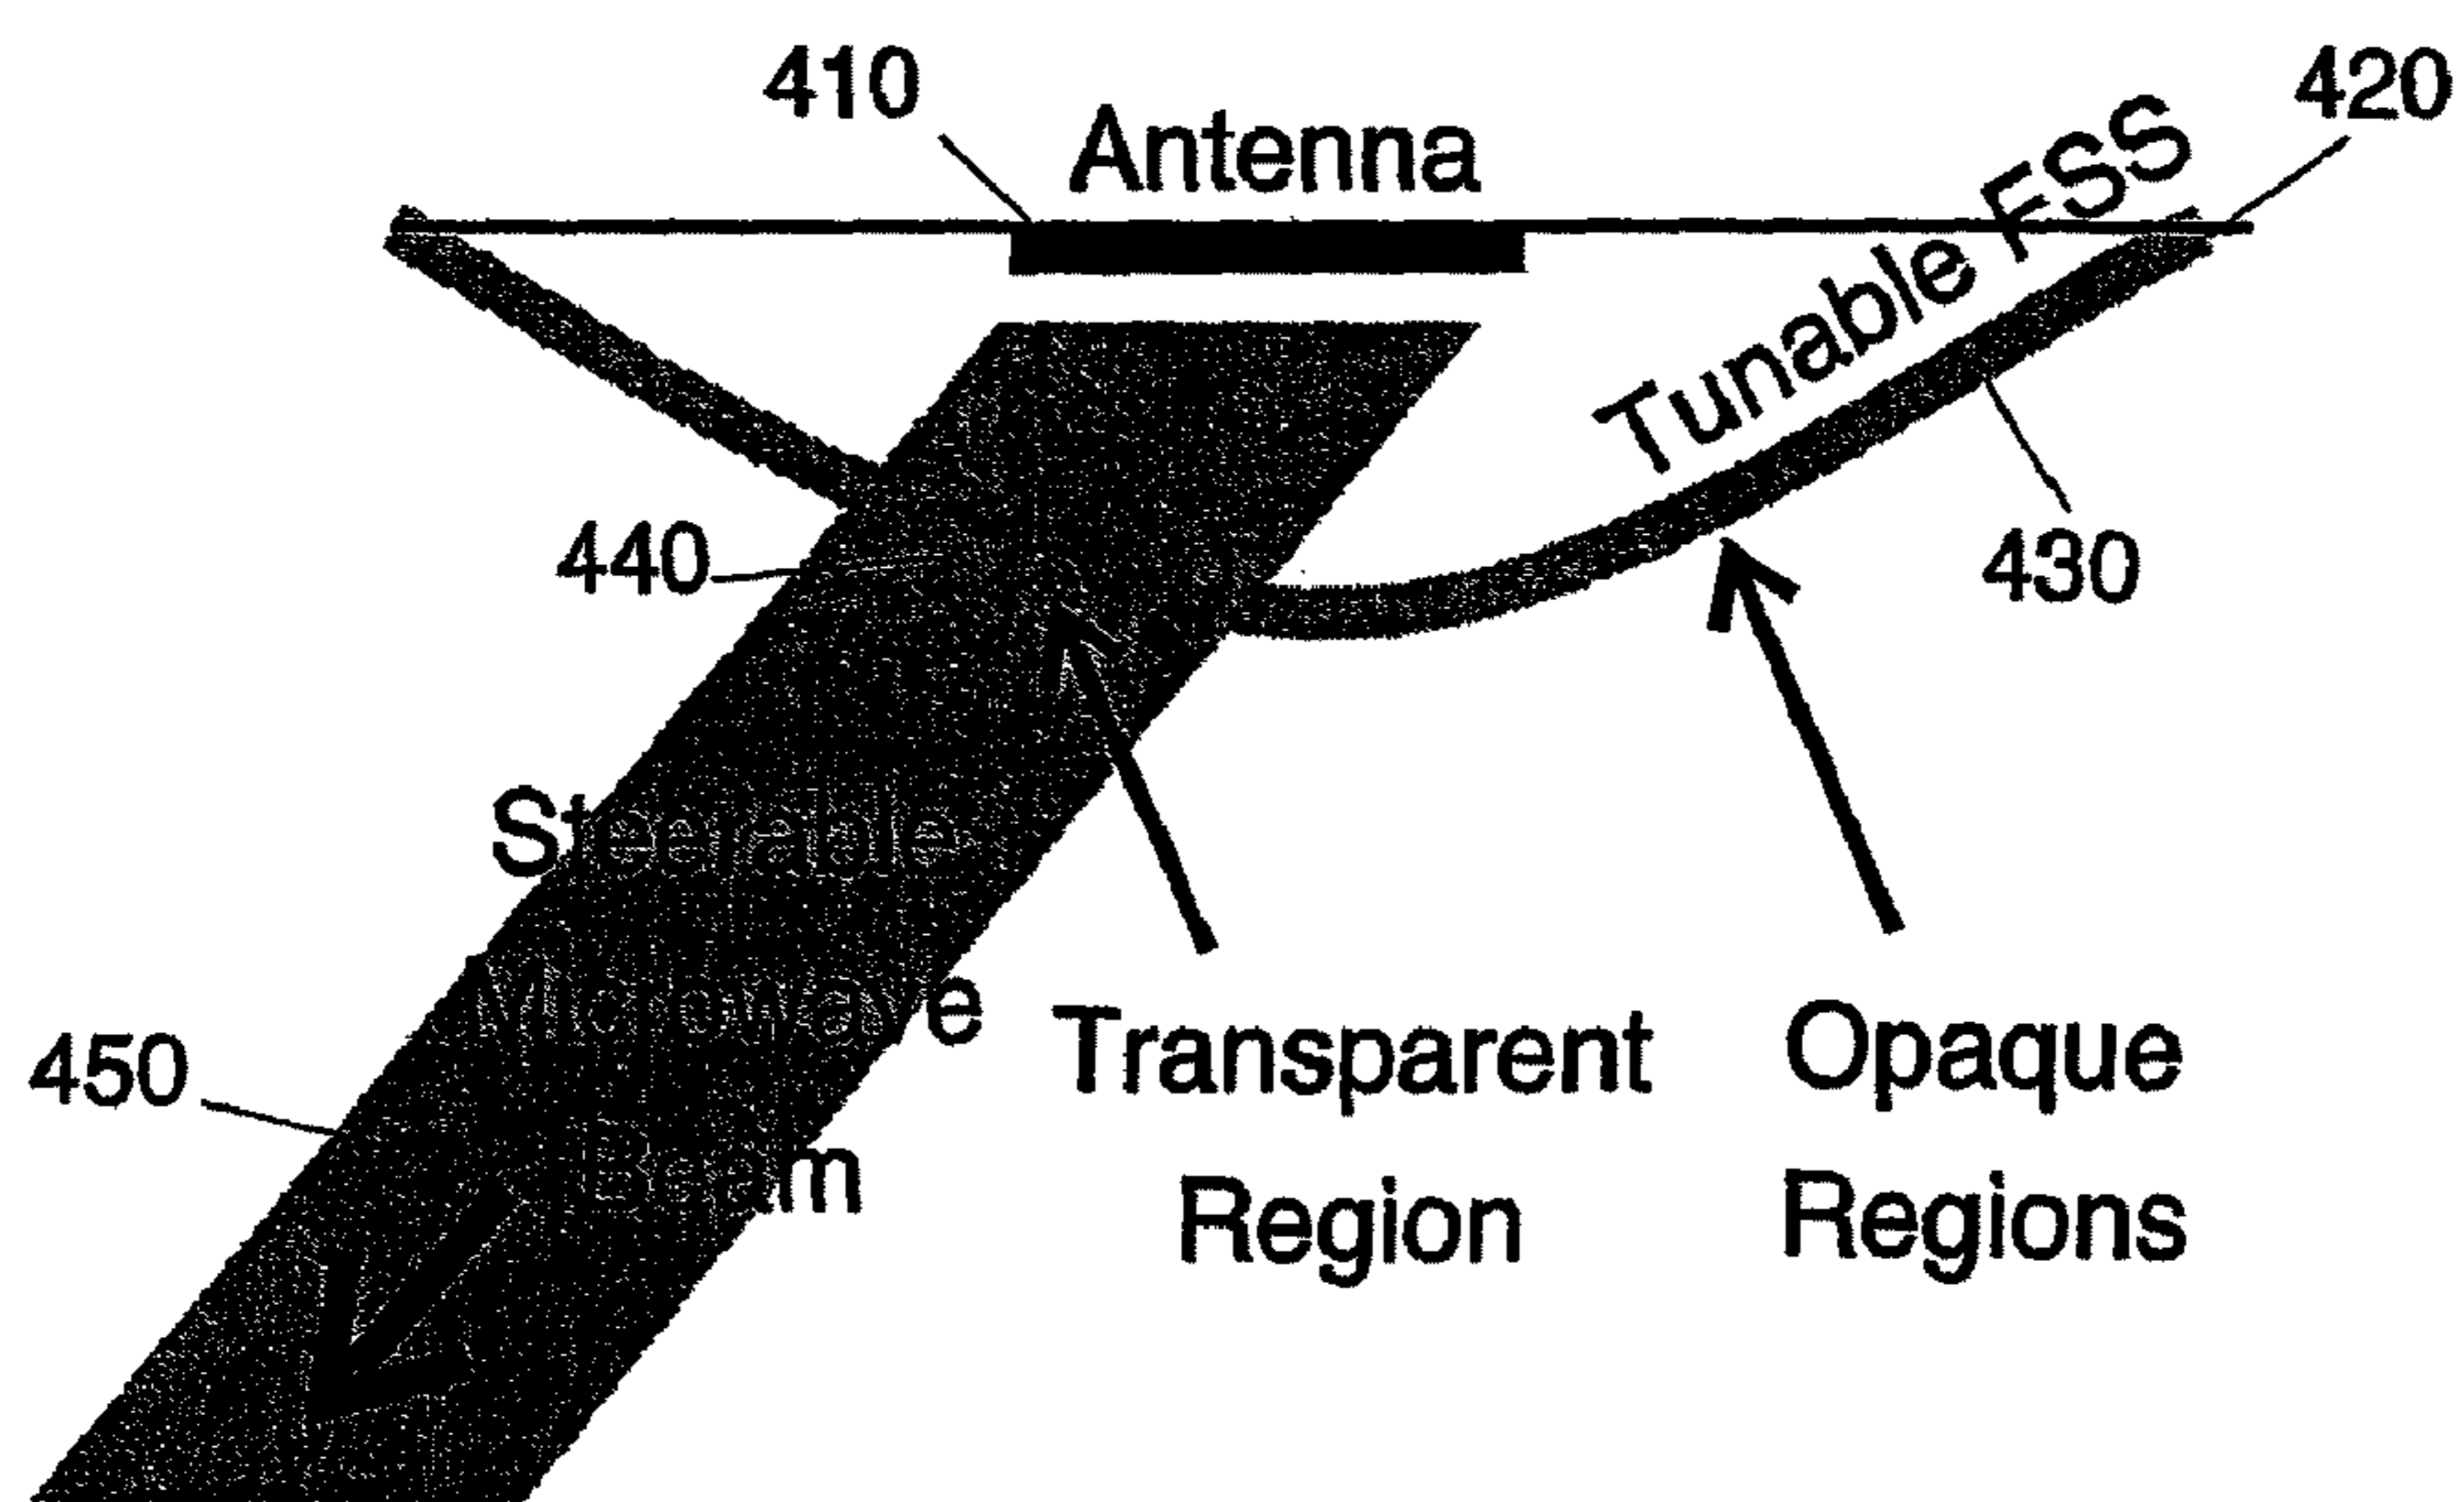 410
Antenna
420
Tunable FSS
440
430
Steerable
Microwave
Beam
450
Transparent
Region
Opaque
Regions